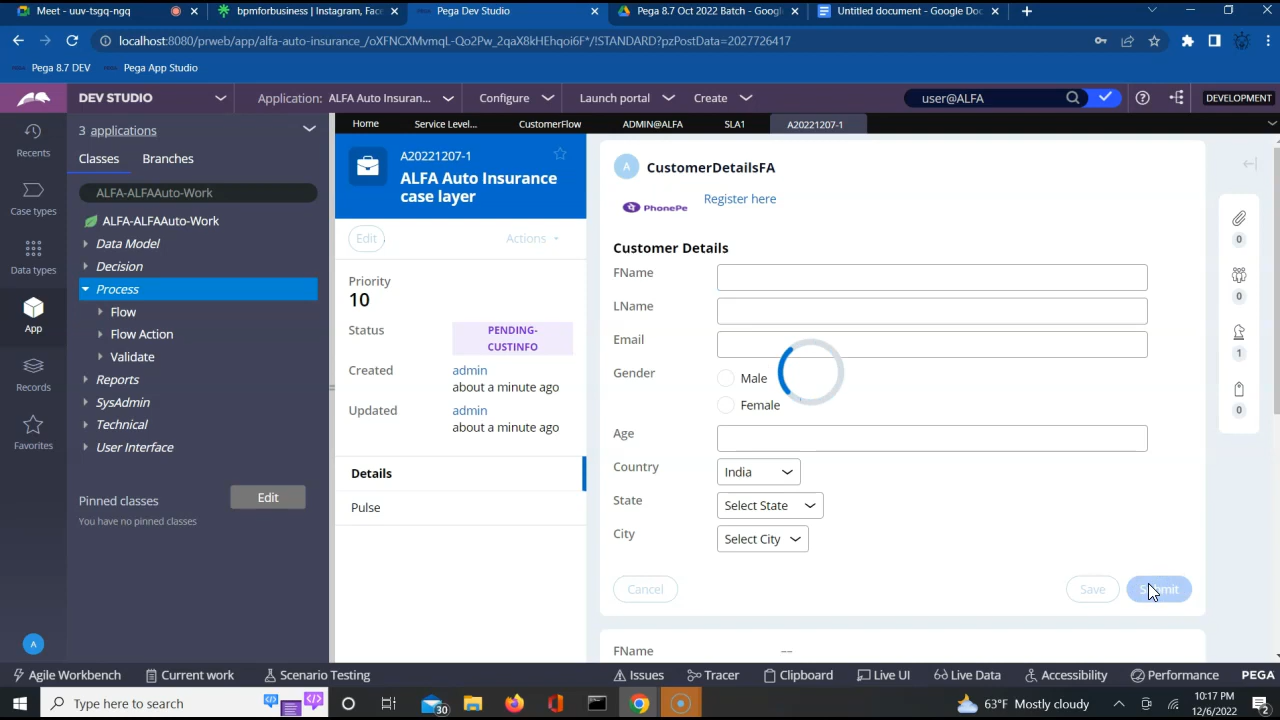 Meet - uuv-tsgq-ngq
bpmforbusiness | Instagram, Face
Pega Dev Studio
Pega 8.7 Oct 2022 Batch - Google
Untitled document - Google Doc
localhost:8080/prweb/app/alfa-auto-insurance_/oXFNCXMvmqL-Qo2Pw_2qaX8kHEhqoi6F*/!STANDARD?pzPostData=2027726417
Pega 8.7 DEV
Pega App Studio
DEV STUDIO
Application: ALFA Auto Insuran...
Configure
Launch portal
Create
user@ALFA
DEVELOPMENT
Recents
Case types
Data types
App
Records
Favorites
A
3 applications
Classes
Branches
ALFA-ALFAAuto-Work
ALFA-ALFAAuto-Work
Data Model
Decision
Process
Flow
Flow Action
Validate
Reports
SysAdmin
Technical
User Interface
Pinned classes
Edit
You have no pinned classes
Home
Service Level...
CustomerFlow
ADMIN@ALFA
SLA1
A20221207-1
A20221207-1
ALFA Auto Insurance
case layer
Edit
Actions
Priority
10
Status
PENDING-
CUSTINFO
Created
admin
about a minute ago
Updated
admin
about a minute ago
Details
Pulse
A
CustomerDetailsFA
PhonePe
Register here
Customer Details
FName
LName
Email
Gender
Male
Female
Age
Country
India
State
Select State
City
Select City
Cancel
Save
FName
--
0
0
1
0
Agile Workbench
Current work
Scenario Testing
Issues
Tracer
Clipboard
Live UI
Live Data
Accessibility
Performance
PEGA
Type here to search
30
63°F Mostly cloudy
10:17 PM
12/6/2022
2